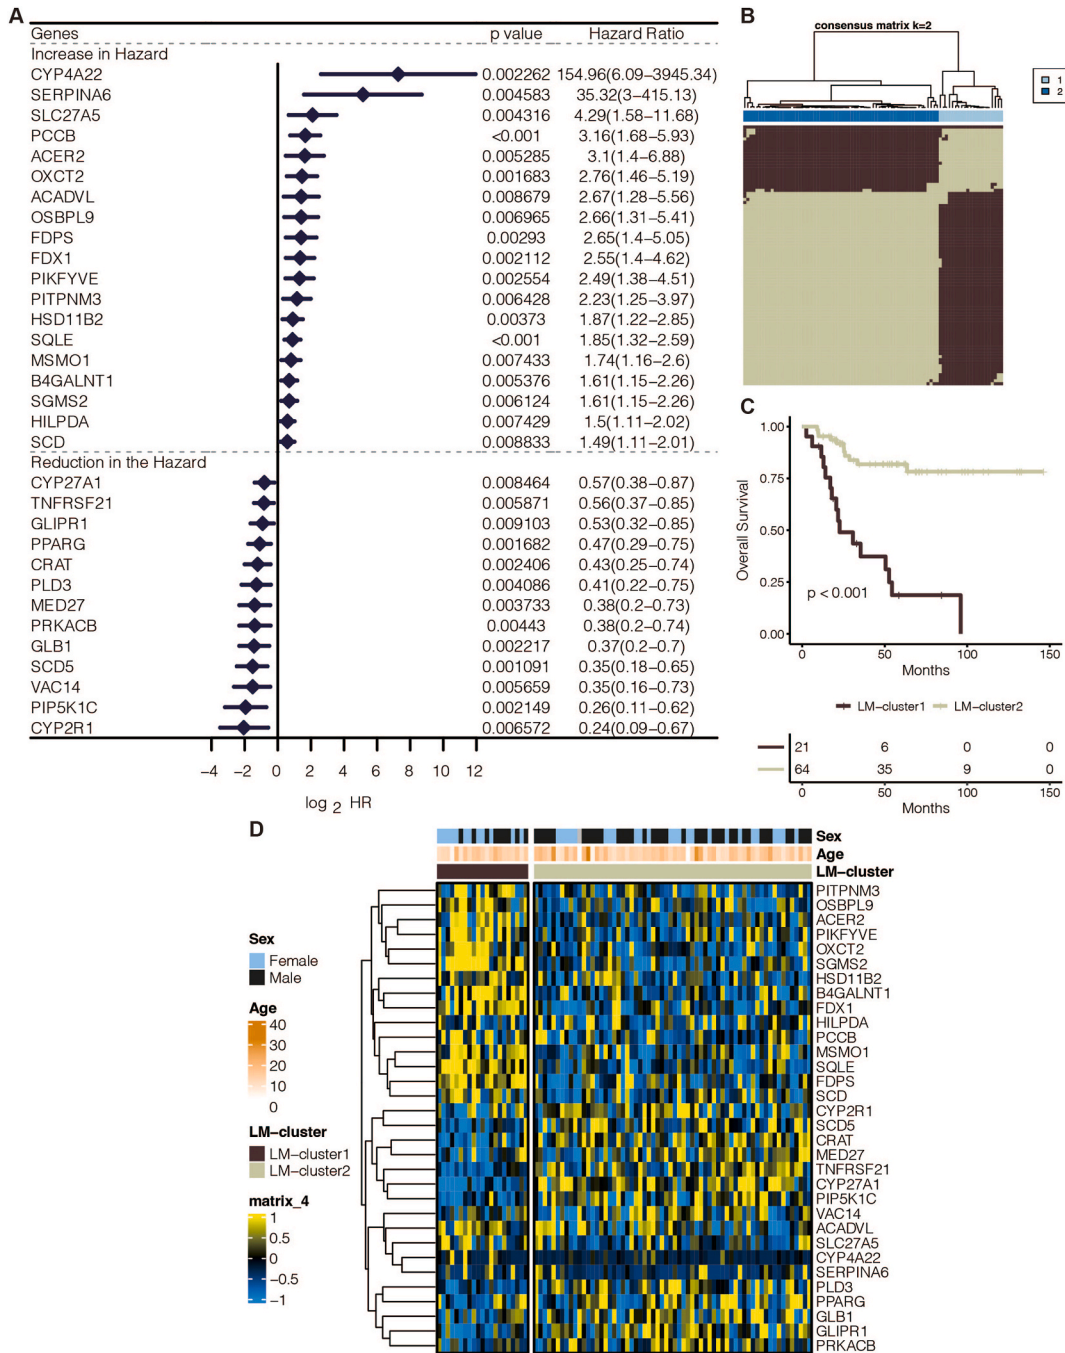 A
Genes p value Hazard Ratio
Increase in Hazard
CYP4A22 0.002262 154.96(6.09–3945.34)
SERPINA6 0.004583 35.32(3–415.13)
SLC27A5 0.004316 4.29(1.58–11.68)
PCCB <0.001 3.16(1.68–5.93)
ACER2 0.005285 3.1(1.4–6.88)
OXCT2 0.001683 2.76(1.46–5.19)
ACADVL 0.008679 2.67(1.28–5.56)
OSBPL9 0.006965 2.66(1.31–5.41)
FDPS 0.00293 2.65(1.4–5.05)
FDX1 0.002112 2.55(1.4–4.62)
PIKFYVE 0.002554 2.49(1.38–4.51)
PITPNM3 0.006428 2.23(1.25–3.97)
HSD11B2 0.00373 1.87(1.22–2.85)
SQLE <0.001 1.85(1.32–2.59)
MSMO1 0.007433 1.74(1.16–2.6)
B4GALNT1 0.005376 1.61(1.15–2.26)
SGMS2 0.006124 1.61(1.15–2.26)
HILPDA 0.007429 1.5(1.11–2.02)
SCD 0.008833 1.49(1.11–2.01)
Reduction in the Hazard
CYP27A1 0.008464 0.57(0.38–0.87)
TNFRSF21 0.005871 0.56(0.37–0.85)
GLIPR1 0.009103 0.53(0.32–0.85)
PPARG 0.001682 0.47(0.29–0.75)
CRAT 0.002406 0.43(0.25–0.74)
PLD3 0.004086 0.41(0.22–0.75)
MED27 0.003733 0.38(0.2–0.73)
PRKACB 0.00443 0.38(0.2–0.74)
GLB1 0.002217 0.37(0.2–0.7)
SCD5 0.001091 0.35(0.18–0.65)
VAC14 0.005659 0.35(0.16–0.73)
PIP5K1C 0.002149 0.26(0.11–0.62)
CYP2R1 0.006572 0.24(0.09–0.67)
−4 −2 0 2 4 6 8 10 12
log 2 HR
B
consensus matrix k=2
1
2
C
1.00
0.75
0.50
0.25
0.00
Overall Survival
p < 0.001
0 50 100 150
Months
LM−cluster1 LM−cluster2
21 6 0 0
64 35 9 0
0 50 100 150
Months
D
Sex
Age
LM−cluster
PITPNM3
OSBPL9
ACER2
PIKFYVE
OXCT2
SGMS2
HSD11B2
B4GALNT1
FDX1
HILPDA
PCCB
MSMO1
SQLE
FDPS
SCD
CYP2R1
SCD5
CRAT
MED27
TNFRSF21
CYP27A1
PIP5K1C
VAC14
ACADVL
SLC27A5
CYP4A22
SERPINA6
PLD3
PPARG
GLB1
GLIPR1
PRKACB
Sex
Female
Male
Age
40
30
20
10
0
LM−cluster
LM−cluster1
LM−cluster2
matrix_4
1
0.5
0
−0.5
−1